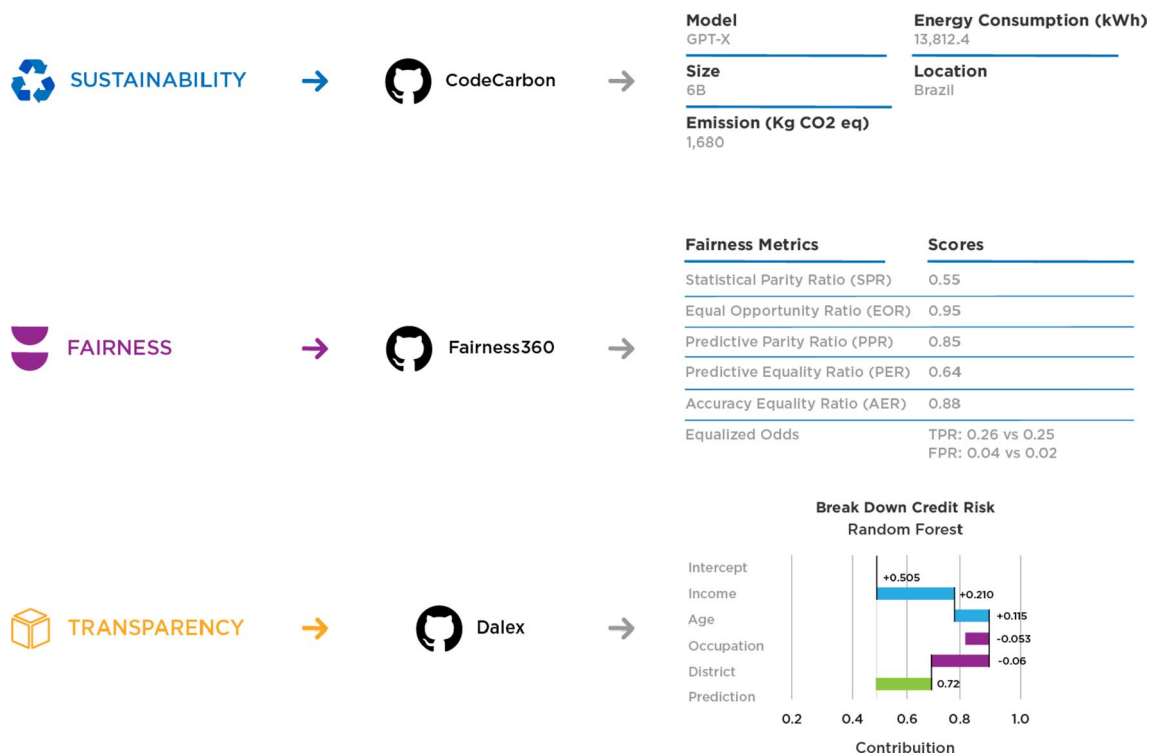 SUSTAINABILITY
CodeCarbon
Model
GPT-X
Energy Consumption (kWh)
13,812.4
Size
6B
Location
Brazil
Emission (Kg CO2 eq)
1,680
FAIRNESS
Fairness360
Fairness Metrics Scores
Statistical Parity Ratio (SPR) 0.55
Equal Opportunity Ratio (EOR) 0.95
Predictive Parity Ratio (PPR) 0.85
Predictive Equality Ratio (PER) 0.64
Accuracy Equality Ratio (AER) 0.88
Equalized Odds TPR: 0.26 vs 0.25
FPR: 0.04 vs 0.02
TRANSPARENCY
Dalex
Break Down Credit Risk
Random Forest
Intercept
+0.505
Income
+0.210
Age
+0.115
Occupation
-0.053
District
-0.06
Prediction
0.72
0.2 0.4 0.6 0.8 1.0
Contribuition